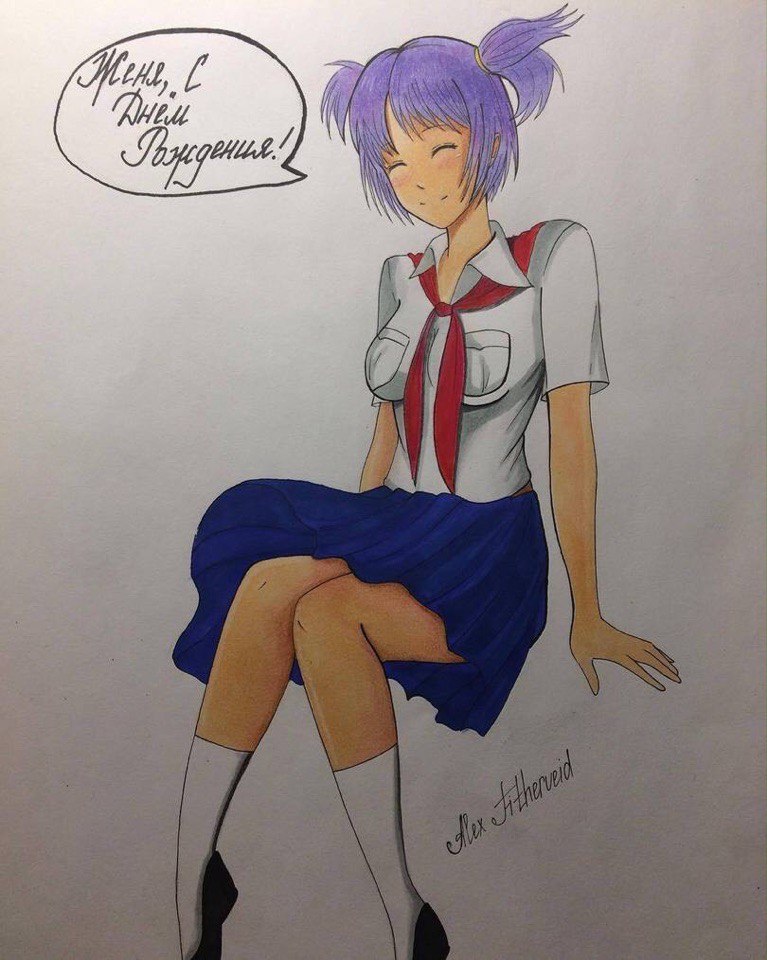 Женя, с
Днём
Рождения!
Alex Fitherveid